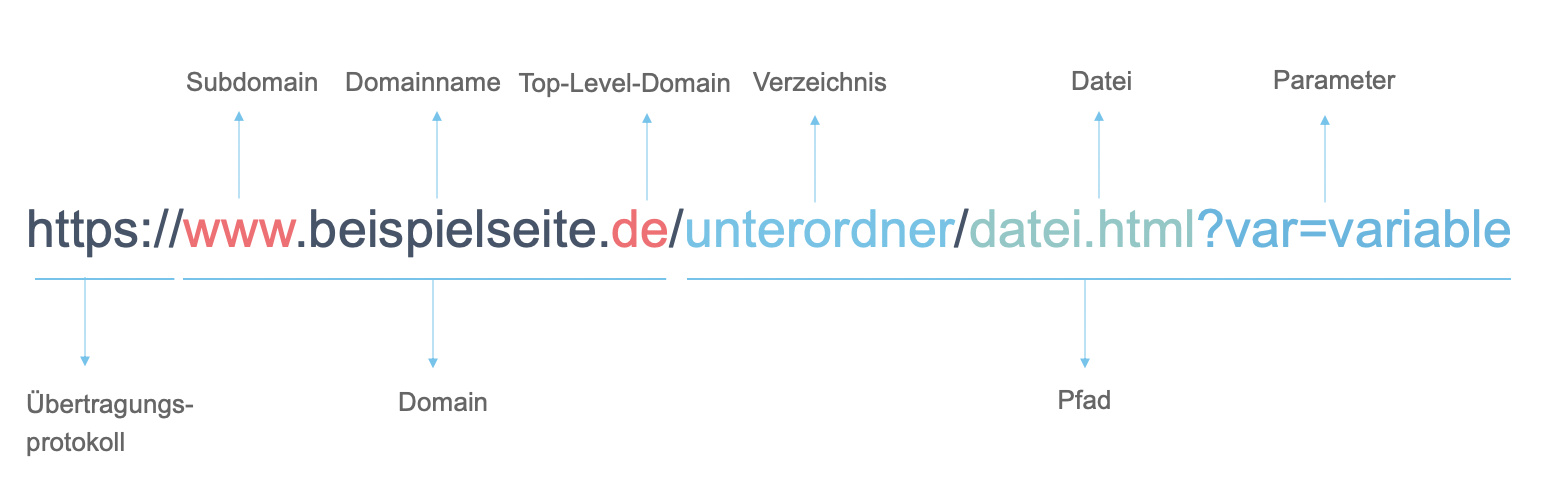 Subdomain Domainname Top-Level-Domain Verzeichnis Datei Parameter
https://www.beispielseite.de/unterordner/datei.html?var=variable
Übertragungs-
protokoll
Domain
Pfad